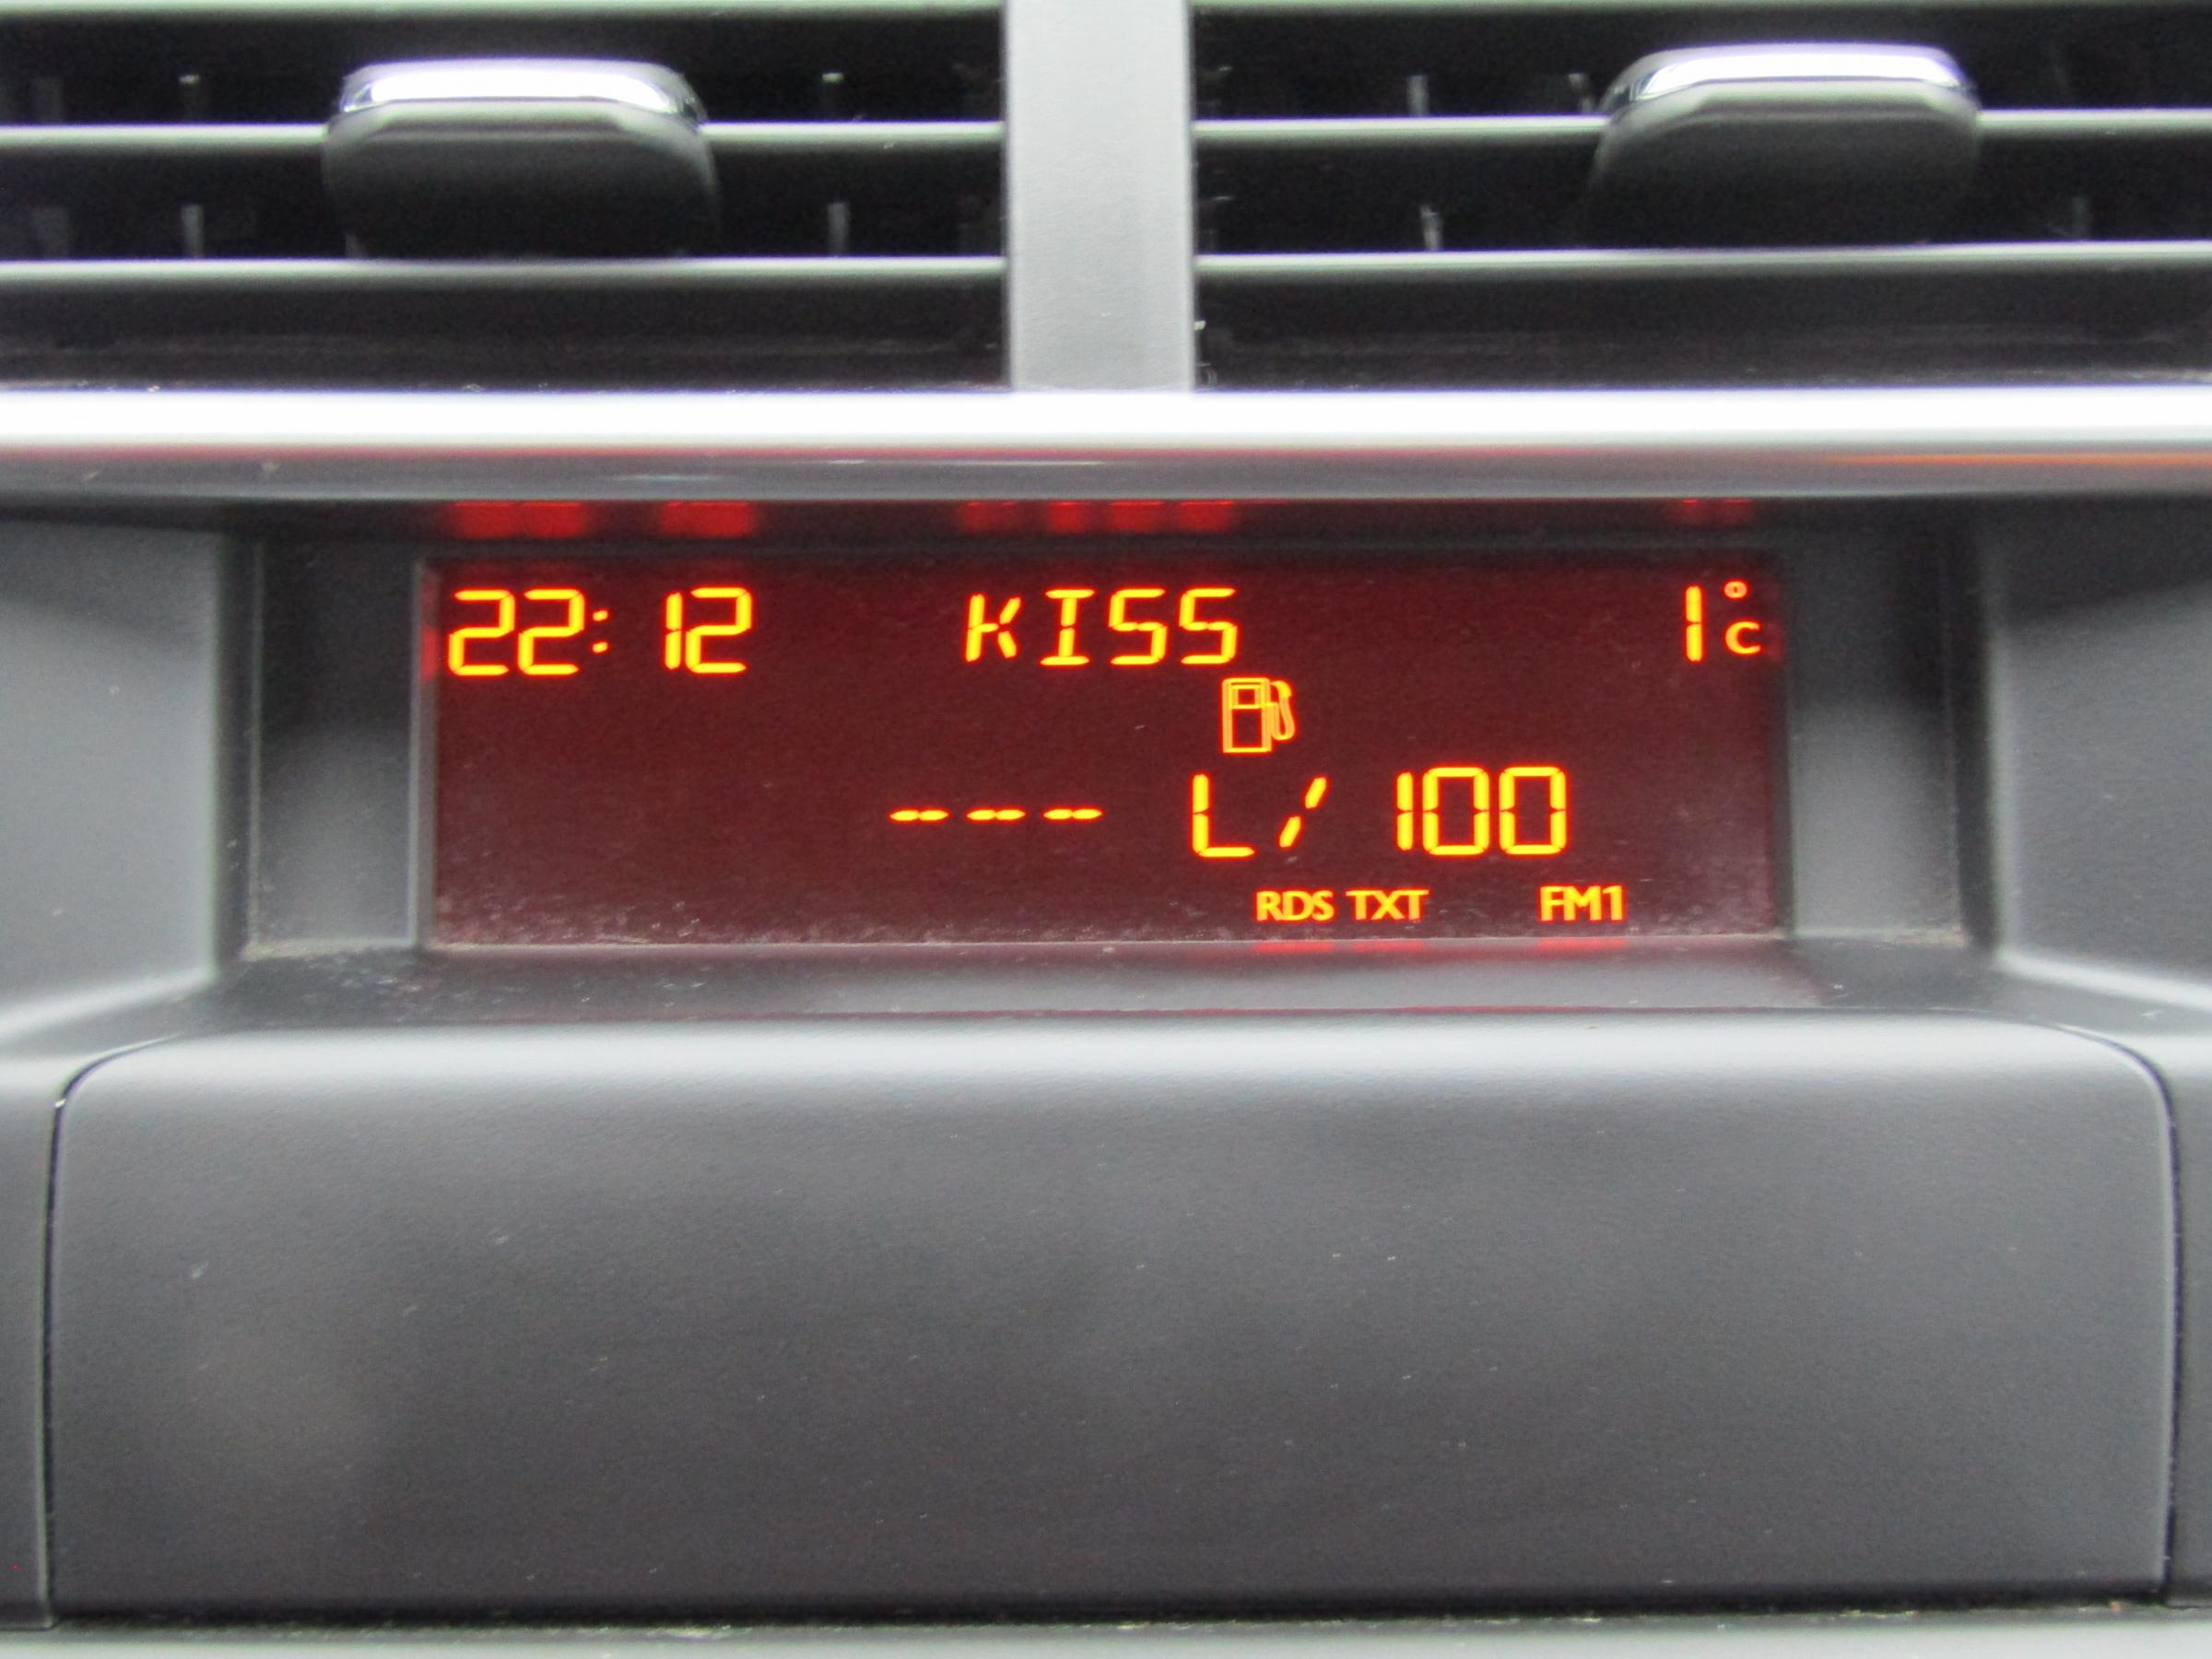 22:12 KISS 1°C
--- L/100
RDS TXT FM1